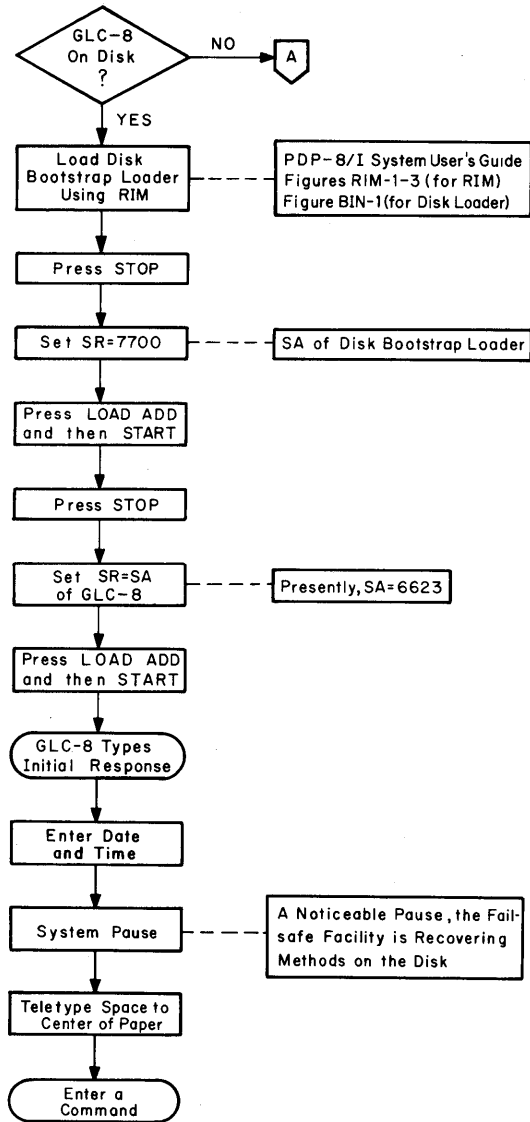 GLC-8
On Disk
?
NO
A
YES
Load Disk
Bootstrap Loader
Using RIM
PDP-8/I System User's Guide
Figures RIM-1-3 (for RIM)
Figure BIN-1 (for Disk Loader)
Press STOP
Set SR=7700
SA of Disk Bootstrap Loader
Press LOAD ADD
and then START
Press STOP
Set SR=SA
of GLC-8
Presently, SA=6623
Press LOAD ADD
and then START
GLC-8 Types
Initial Response
Enter Date
and Time
System Pause
A Noticeable Pause, the Fail-
safe Facility is Recovering
Methods on the Disk
Teletype Space to
Center of Paper
Enter a
Command